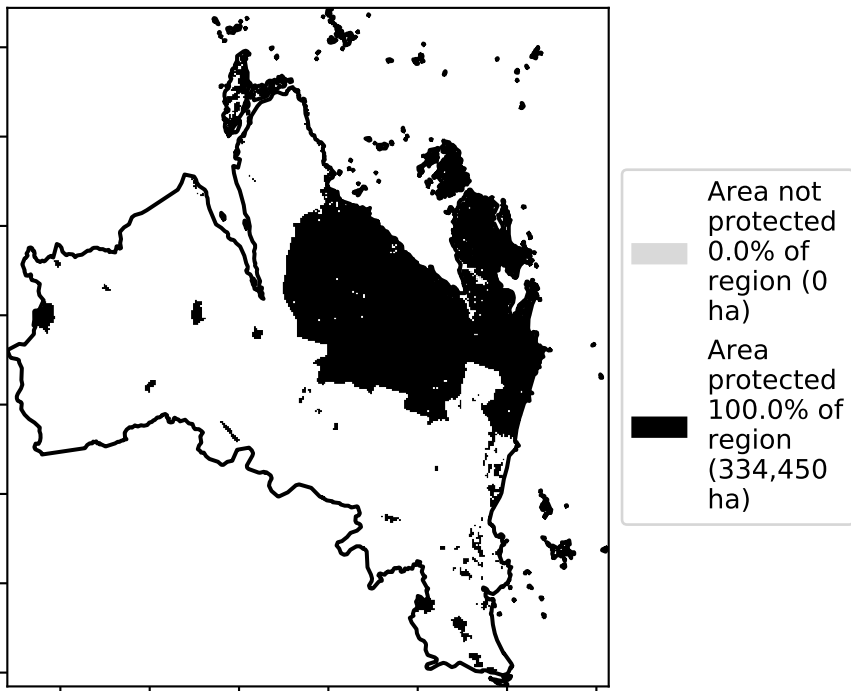 Area not
protected
0.0% of
region (0
ha)
Area
protected
100.0% of
region
(334,450
ha)